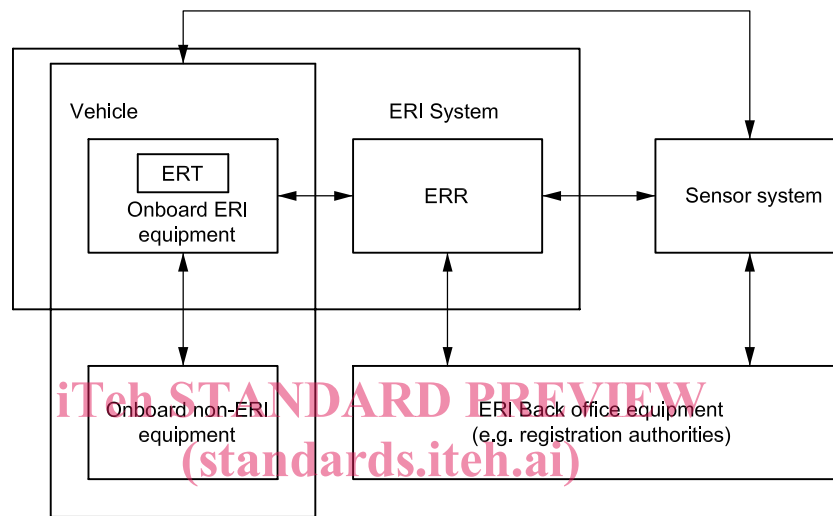 Vehicle
ERI System
ERT
Onboard ERI
equipment
ERR
Sensor system
iTeh STANDARD PREVIEW
Onboard non-ERI
equipment
ERI Back office equipment
(e.g. registration authorities)
(standards.iteh.ai)